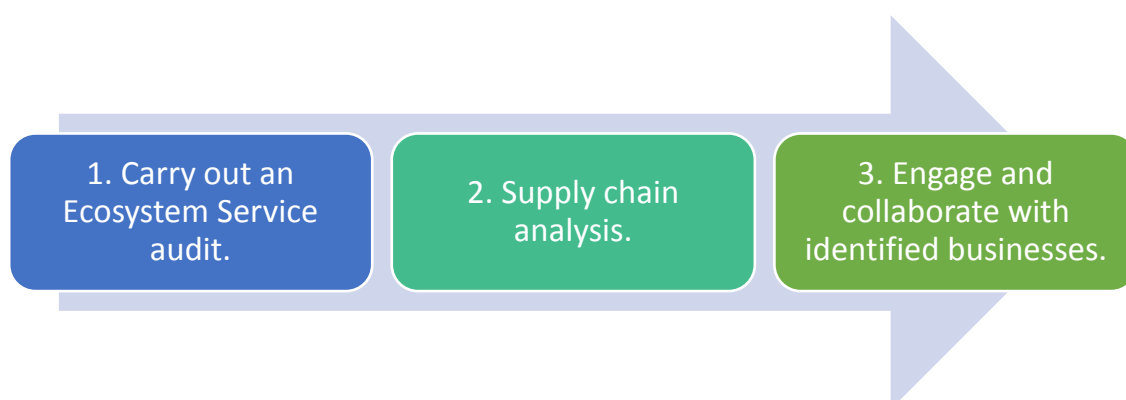 1. Carry out an
Ecosystem Service
audit.
2. Supply chain
analysis.
3. Engage and
collaborate with
identified businesses.